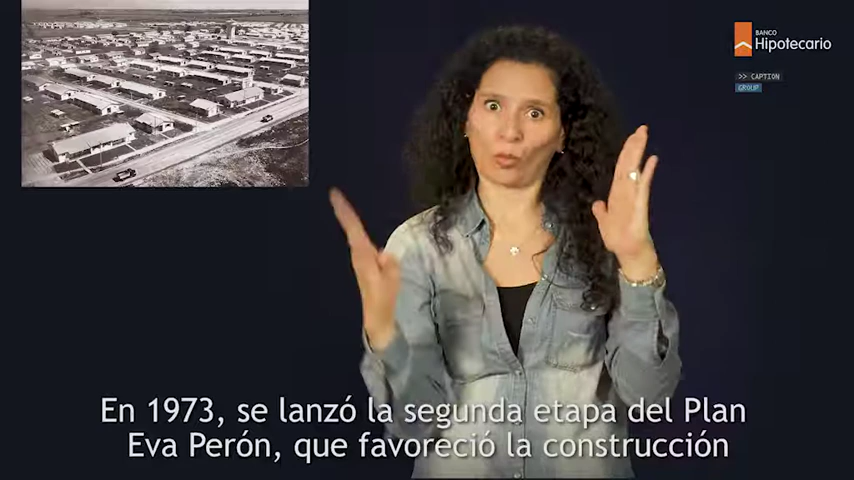 BANCO
Hipotecario
>> CAPTION
GROUP
En 1973, se lanzó la segunda etapa del Plan
Eva Perón, que favoreció la construcción